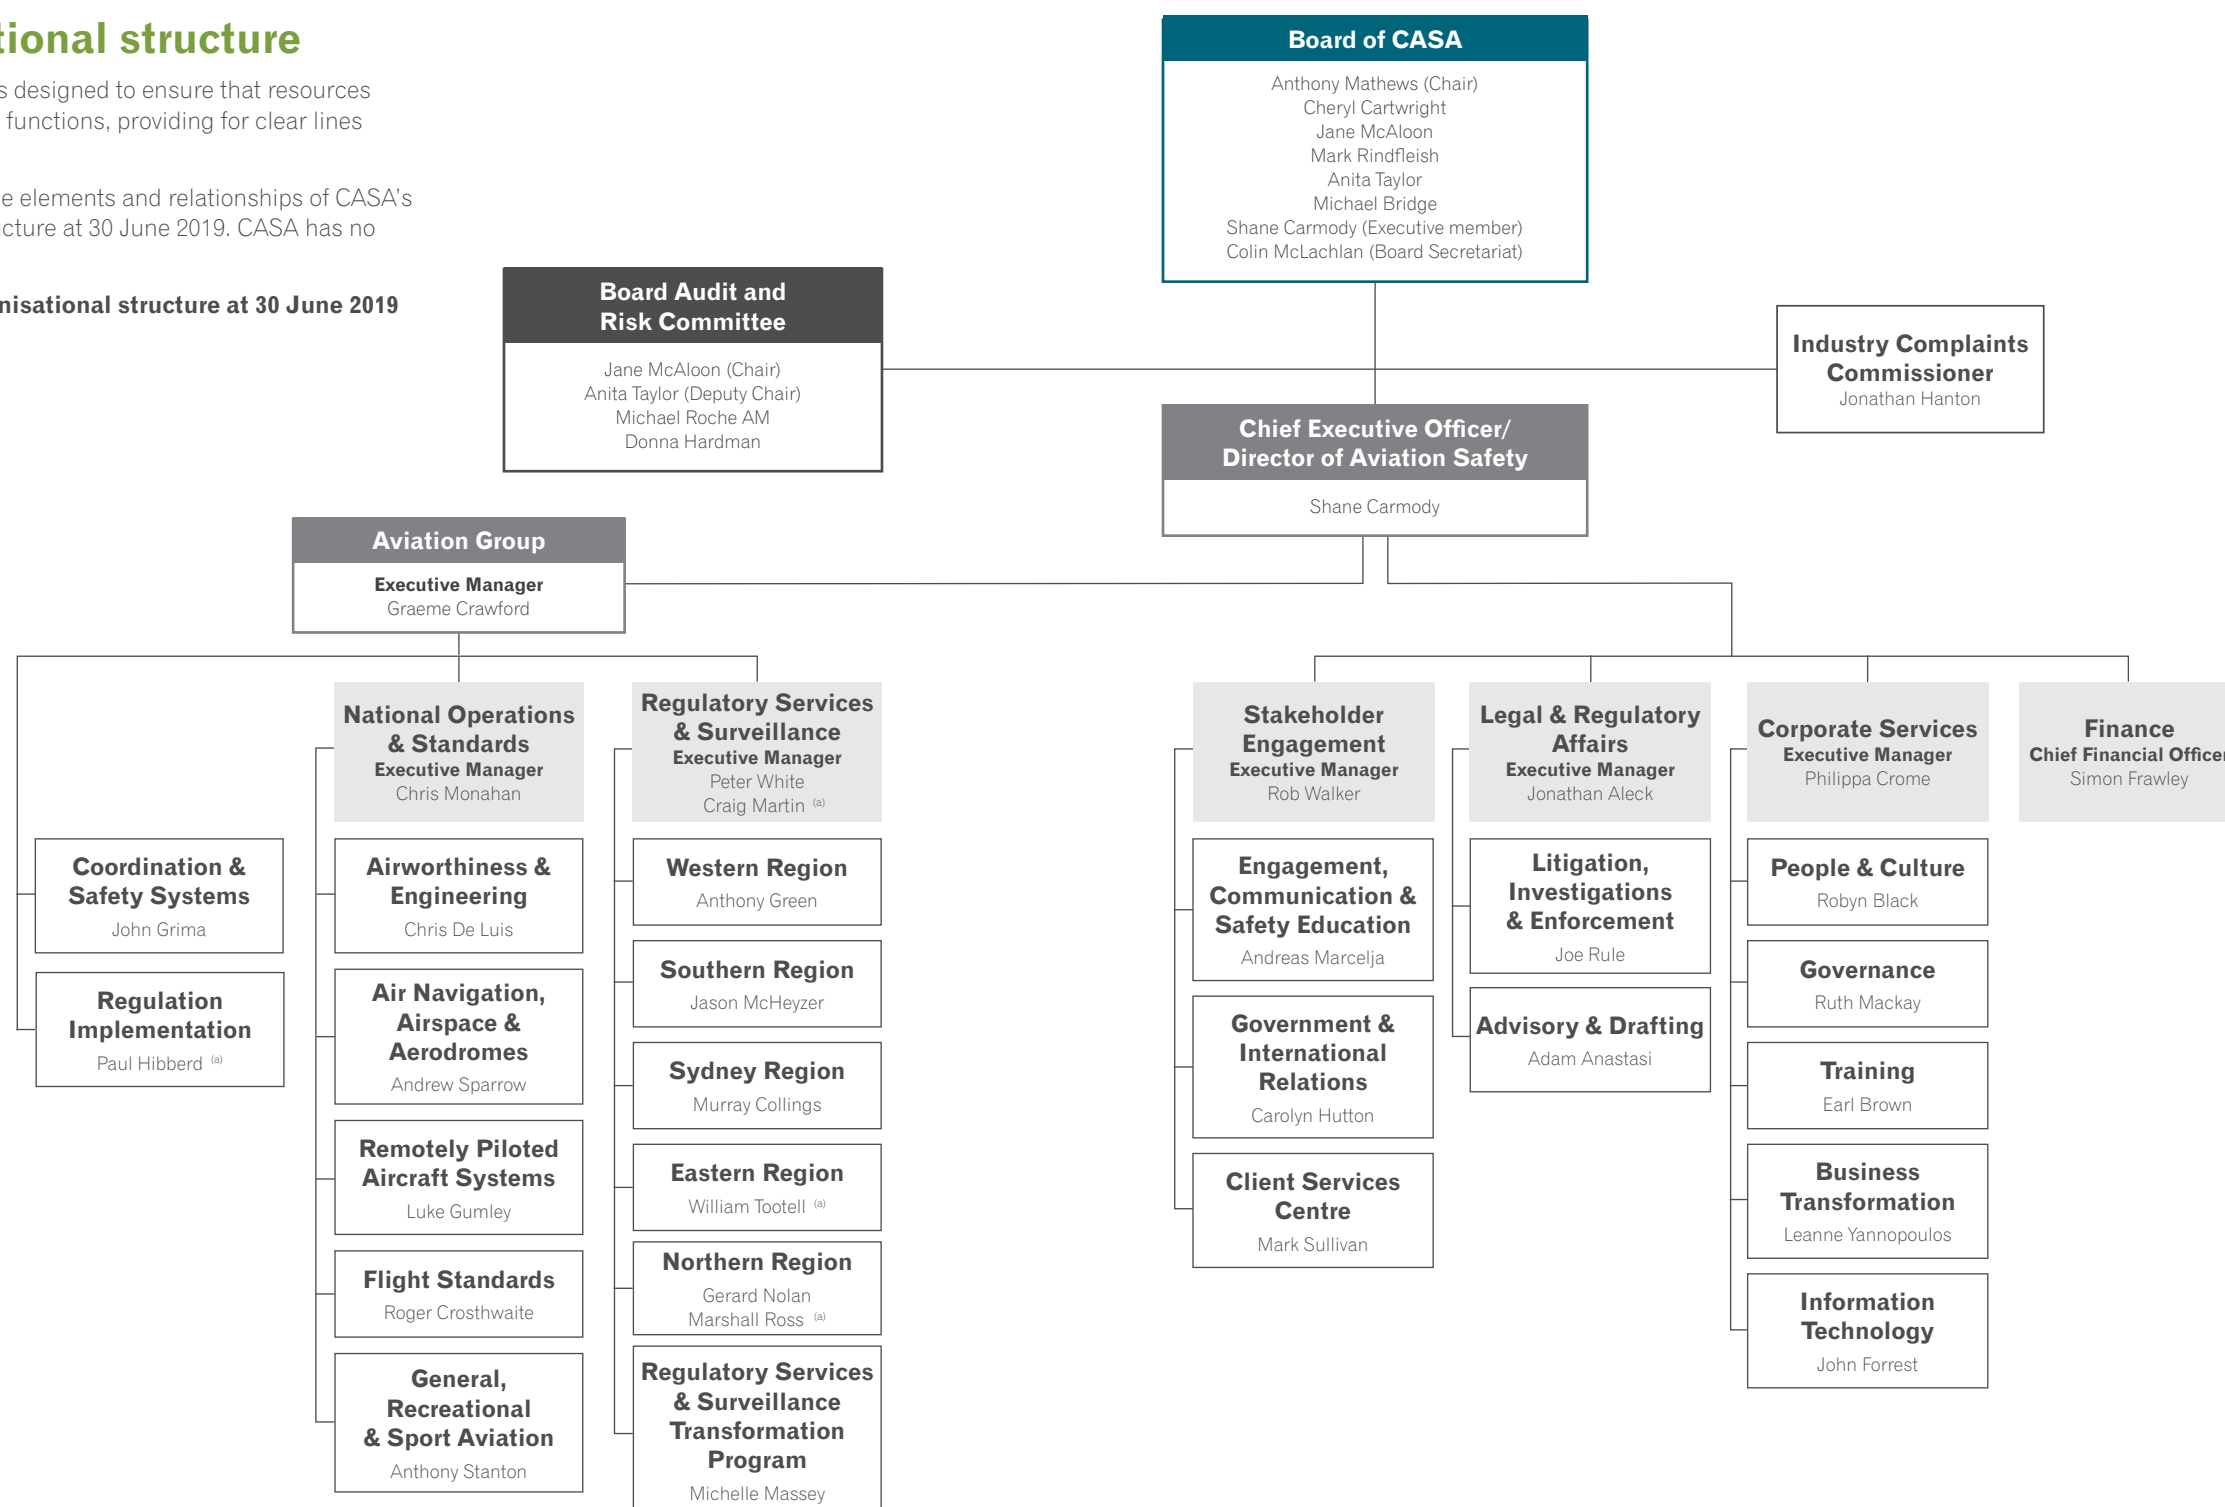 tional structure
s designed to ensure that resources
functions, providing for clear lines
e elements and relationships of CASA's
cture at 30 June 2019. CASA has no
nisational structure at 30 June 2019
Board of CASA
Anthony Mathews (Chair)
Cheryl Cartwright
Jane McAloon
Mark Rindfleish
Anita Taylor
Michael Bridge
Shane Carmody (Executive member)
Colin McLachlan (Board Secretariat)
Board Audit and
Risk Committee
Jane McAloon (Chair)
Anita Taylor (Deputy Chair)
Michael Roche AM
Donna Hardman
Industry Complaints
Commissioner
Jonathan Hanton
Chief Executive Officer/
Director of Aviation Safety
Shane Carmody
Aviation Group
Executive Manager
Graeme Crawford
Coordination &
Safety Systems
John Grima
Regulation
Implementation
Paul Hibberd (a)
National Operations
& Standards
Executive Manager
Chris Monahan
Airworthiness &
Engineering
Chris De Luis
Air Navigation,
Airspace &
Aerodromes
Andrew Sparrow
Remotely Piloted
Aircraft Systems
Luke Gumley
Flight Standards
Roger Crosthwaite
General,
Recreational
& Sport Aviation
Anthony Stanton
Regulatory Services
& Surveillance
Executive Manager
Peter White
Craig Martin (a)
Western Region
Anthony Green
Southern Region
Jason McHeyzer
Sydney Region
Murray Collings
Eastern Region
William Tootell (a)
Northern Region
Gerard Nolan
Marshall Ross (a)
Regulatory Services
& Surveillance
Transformation
Program
Michelle Massey
Stakeholder
Engagement
Executive Manager
Rob Walker
Engagement,
Communication &
Safety Education
Andreas Marcelja
Government &
International
Relations
Carolyn Hutton
Client Services
Centre
Mark Sullivan
Legal & Regulatory
Affairs
Executive Manager
Jonathan Aleck
Litigation,
Investigations
& Enforcement
Joe Rule
Advisory & Drafting
Adam Anastasi
Corporate Services
Executive Manager
Philippa Crome
People & Culture
Robyn Black
Governance
Ruth Mackay
Training
Earl Brown
Business
Transformation
Leanne Yannopoulos
Information
Technology
John Forrest
Finance
Chief Financial Officer
Simon Frawley